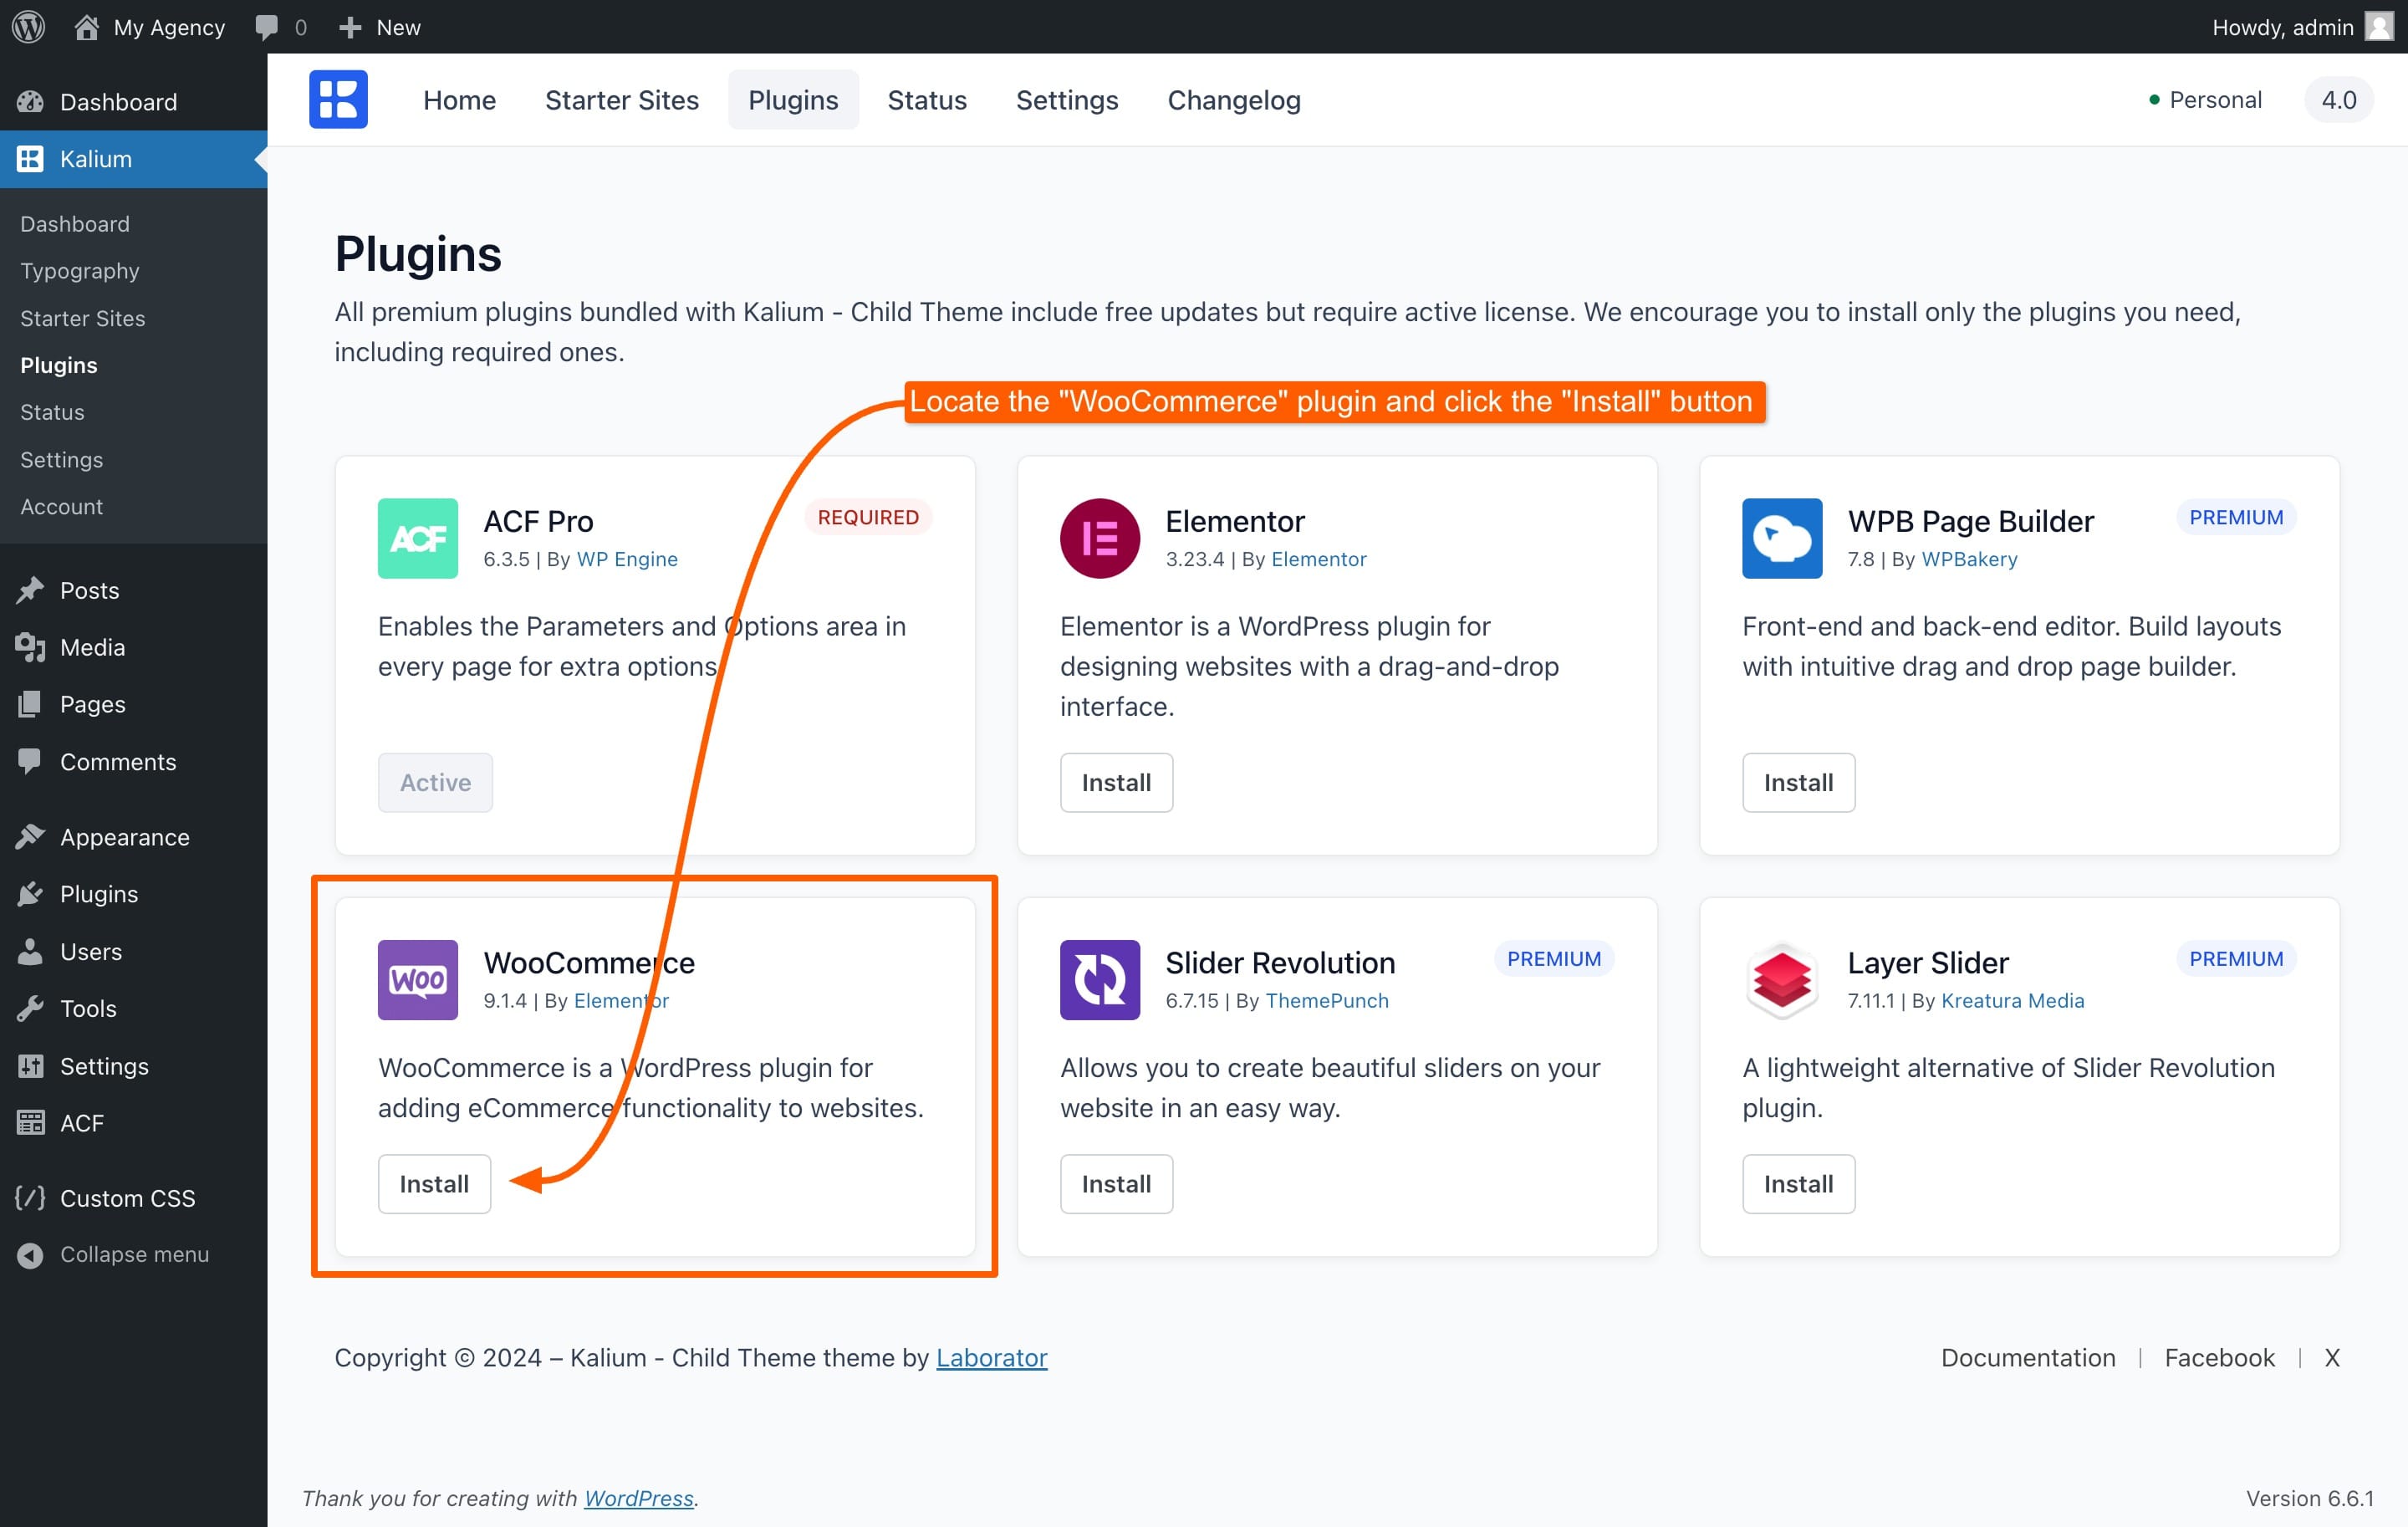 My Agency 0 New Howdy, admin
Dashboard
Kalium
Dashboard
Typography
Starter Sites
Plugins
Status
Settings
Account
Posts
Media
Pages
Comments
Appearance
Plugins
Users
Tools
Settings
ACF
Custom CSS
Collapse menu
Home Starter Sites Plugins Status Settings Changelog Personal 4.0
Plugins
All premium plugins bundled with Kalium - Child Theme include free updates but require active license. We encourage you to install only the plugins you need,
including required ones.
Locate the "WooCommerce" plugin and click the "Install" button
ACF
ACF Pro
REQUIRED
6.3.5 | By WP Engine
Enables the Parameters and Options area in
every page for extra options
Active
Elementor
3.23.4 | By Elementor
Elementor is a WordPress plugin for
designing websites with a drag-and-drop
interface.
Install
WPB Page Builder
PREMIUM
7.8 | By WPBakery
Front-end and back-end editor. Build layouts
with intuitive drag and drop page builder.
Install
WOO
WooCommerce
9.1.4 | By Elementor
WooCommerce is a WordPress plugin for
adding eCommerce functionality to websites.
Install
Slider Revolution
PREMIUM
6.7.15 | By ThemePunch
Allows you to create beautiful sliders on your
website in an easy way.
Install
Layer Slider
PREMIUM
7.11.1 | By Kreatura Media
A lightweight alternative of Slider Revolution
plugin.
Install
Copyright © 2024 – Kalium - Child Theme theme by Laborator
Documentation | Facebook | X
Thank you for creating with WordPress.
Version 6.6.1